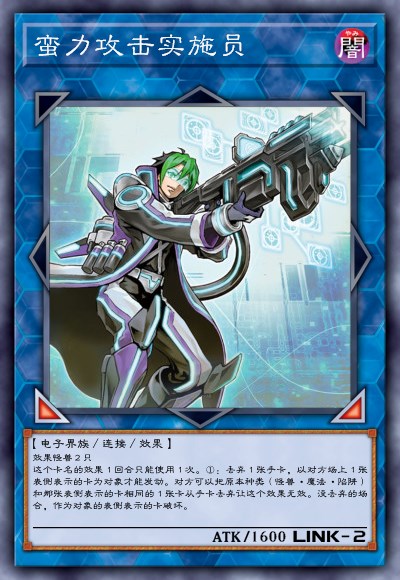 蛮力攻击实施员
やみ
闇
【电子界族／连接／效果】
效果怪兽２只
这个卡名的效果１回合只能使用１次。①：丢弃１张手卡，以对方场上１张
表侧表示的卡为对象才能发动。对方可以把原本种类（怪兽·魔法·陷阱）
和那张表侧表示的卡相同的１张卡从手卡丢弃让这个效果无效。没丢弃的场
合，作为对象的表侧表示的卡破坏。
ATK/1600 LINK-2